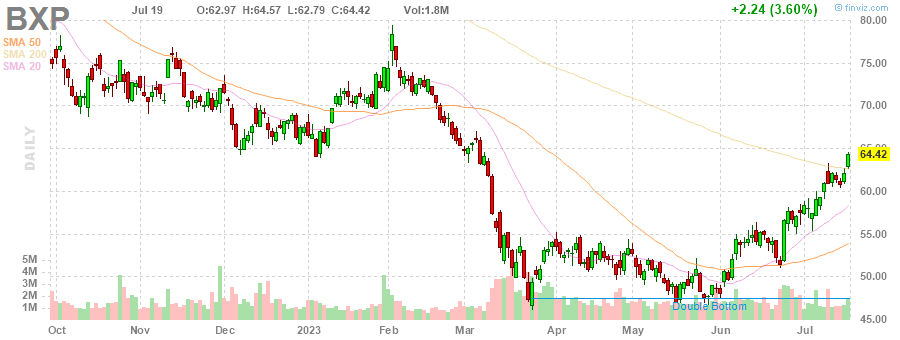 BXP Jul 19 O:62.97 H:64.57 L:62.79 C:64.42 Vol:1.8M +2.24 (3.60%) © finviz.com
SMA 50
SMA 200
SMA 20
DAILY
80.00
75.00
70.00
65.00
64.42
60.00
55.00
50.00
45.00
5M
4M
3M
2M
1M
Double Bottom
Oct Nov Dec 2023 Feb Mar Apr May Jun Jul